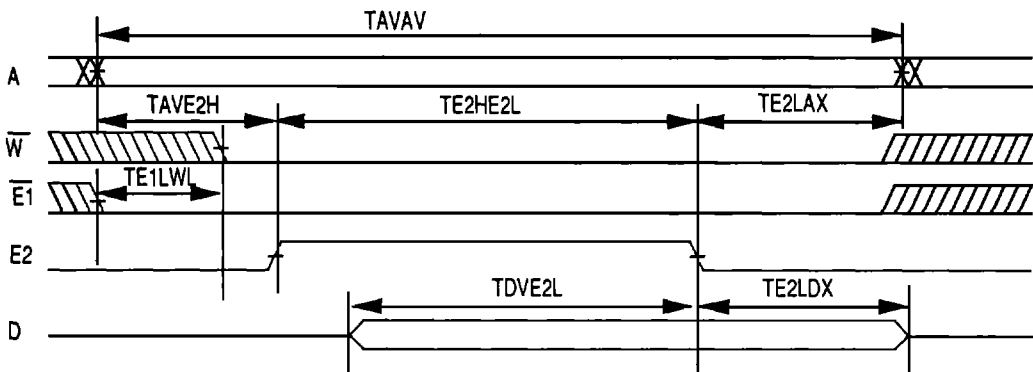 TAVAV
A
TAVE2H TE2HE2L TE2LAX
W̅
TE1LWL
E1̅
E2
TDVE2L TE2LDX
D